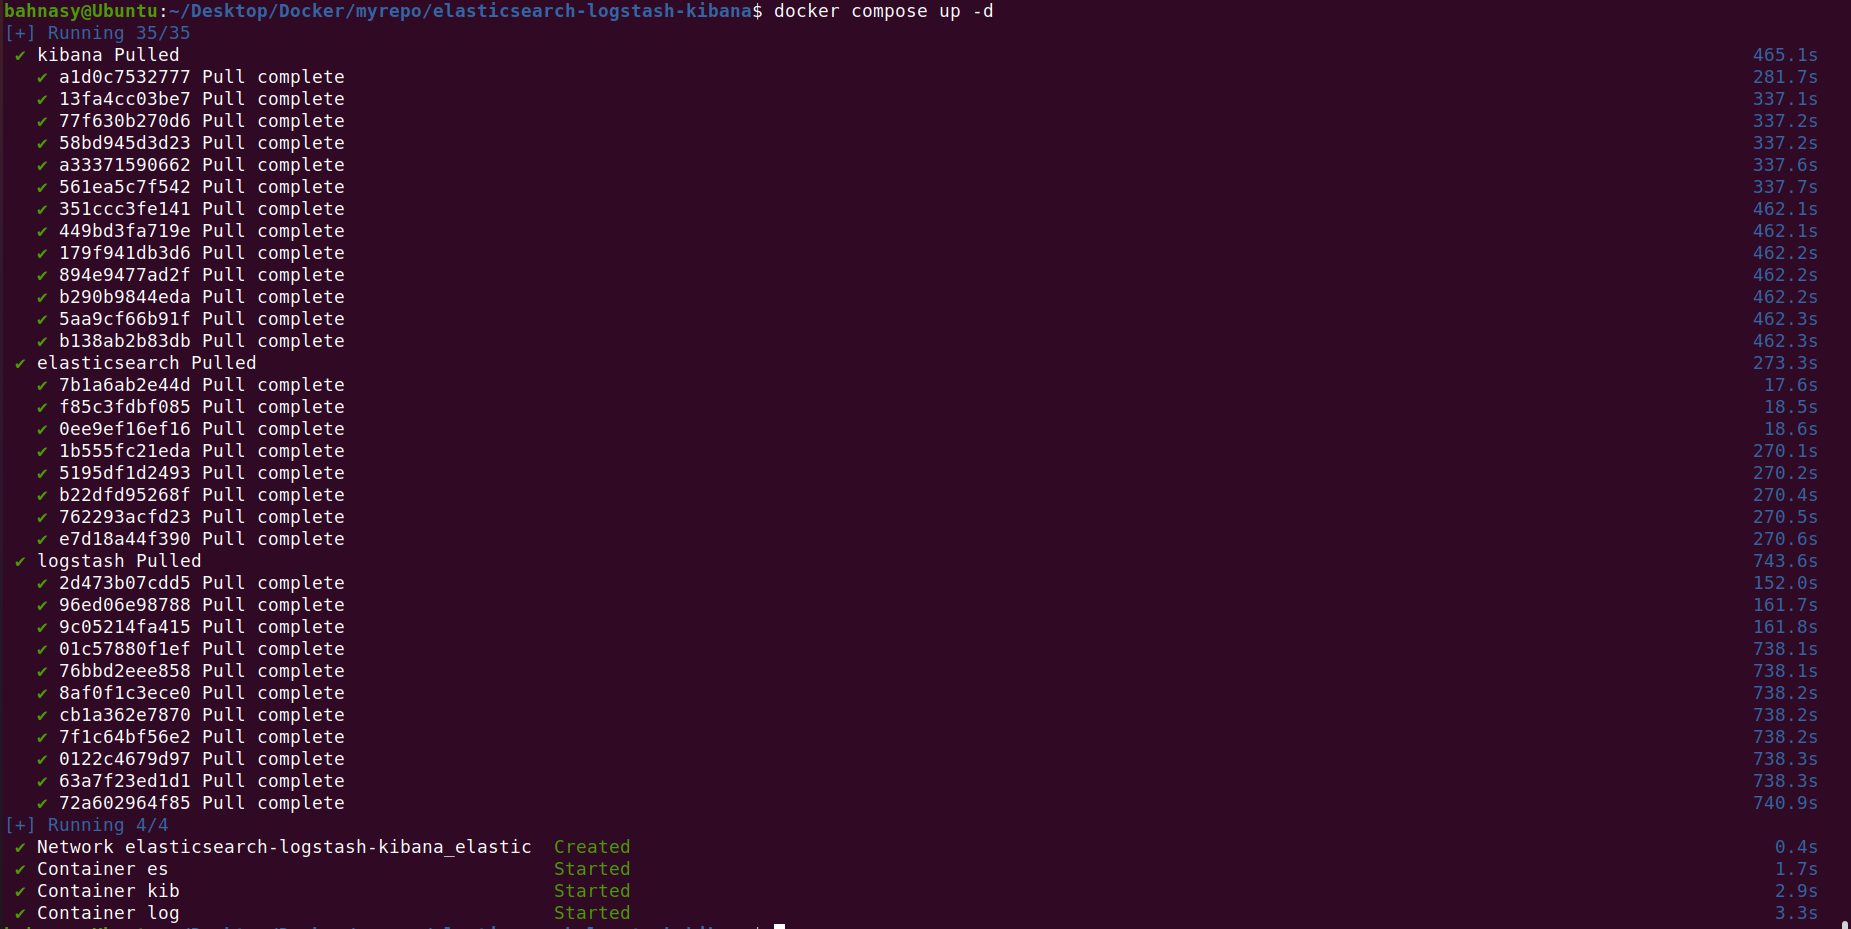 bahnasy@Ubuntu:~/Desktop/Docker/myrepo/elasticsearch-logstash-kibana$ docker compose up -d
[+] Running 35/35
✔ kibana Pulled 465.1s
✔ a1d0c7532777 Pull complete 281.7s
✔ 13fa4cc03be7 Pull complete 337.1s
✔ 77f630b270d6 Pull complete 337.2s
✔ 58bd945d3d23 Pull complete 337.2s
✔ a33371590662 Pull complete 337.6s
✔ 561ea5c7f542 Pull complete 337.7s
✔ 351ccc3fe141 Pull complete 462.1s
✔ 449bd3fa719e Pull complete 462.1s
✔ 179f941db3d6 Pull complete 462.2s
✔ 894e9477ad2f Pull complete 462.2s
✔ b290b9844eda Pull complete 462.2s
✔ 5aa9cf66b91f Pull complete 462.3s
✔ b138ab2b83db Pull complete 462.3s
✔ elasticsearch Pulled 273.3s
✔ 7b1a6ab2e44d Pull complete 17.6s
✔ f85c3fdbf085 Pull complete 18.5s
✔ 0ee9ef16ef16 Pull complete 18.6s
✔ 1b555fc21eda Pull complete 270.1s
✔ 5195df1d2493 Pull complete 270.2s
✔ b22dfd95268f Pull complete 270.4s
✔ 762293acfd23 Pull complete 270.5s
✔ e7d18a44f390 Pull complete 270.6s
✔ logstash Pulled 743.6s
✔ 2d473b07cdd5 Pull complete 152.0s
✔ 96ed06e98788 Pull complete 161.7s
✔ 9c05214fa415 Pull complete 161.8s
✔ 01c57880f1ef Pull complete 738.1s
✔ 76bbd2eee858 Pull complete 738.1s
✔ 8af0f1c3ece0 Pull complete 738.2s
✔ cb1a362e7870 Pull complete 738.2s
✔ 7f1c64bf56e2 Pull complete 738.2s
✔ 0122c4679d97 Pull complete 738.3s
✔ 63a7f23ed1d1 Pull complete 738.3s
✔ 72a602964f85 Pull complete 740.9s
[+] Running 4/4
✔ Network elasticsearch-logstash-kibana_elastic Created 0.4s
✔ Container es Started 1.7s
✔ Container kib Started 2.9s
✔ Container log Started 3.3s